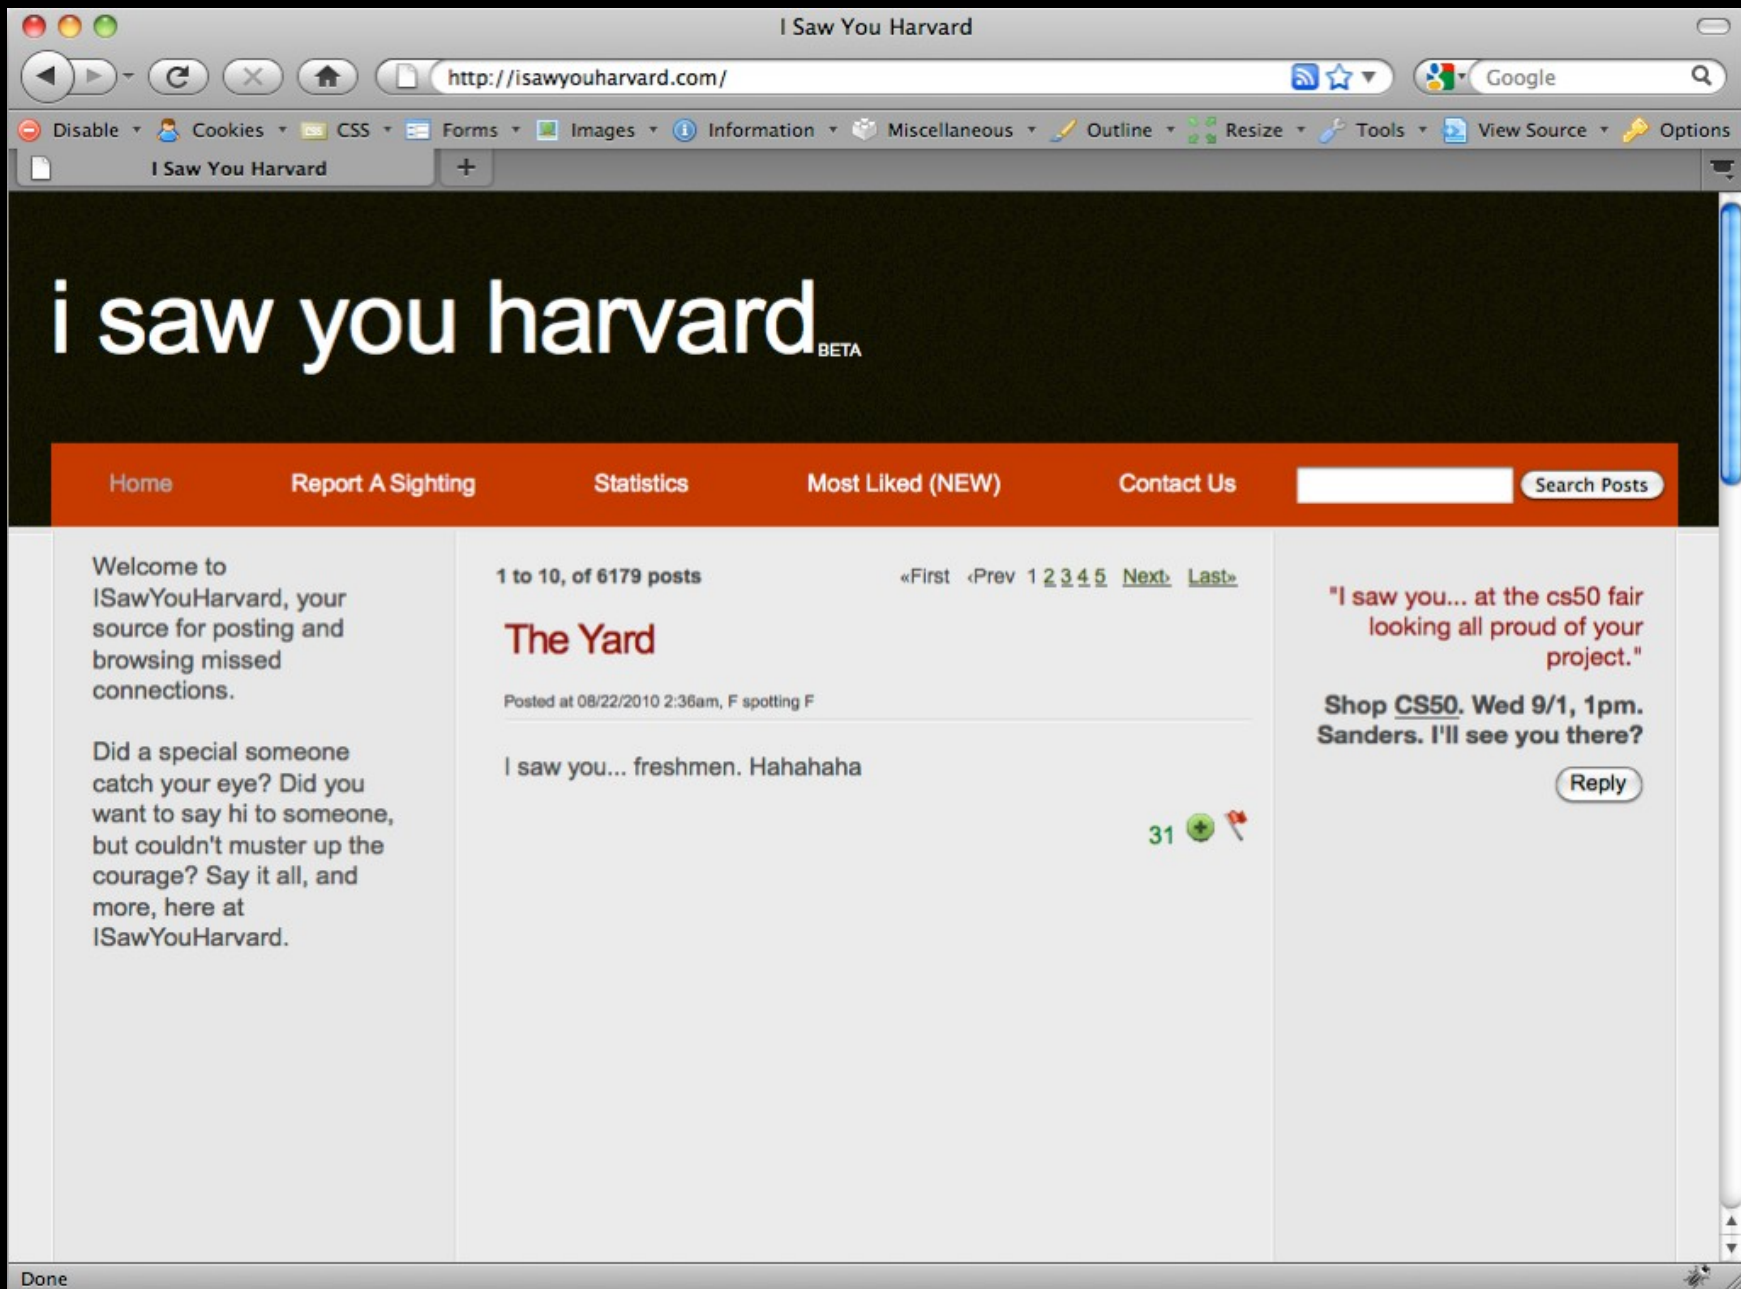 I Saw You Harvard
http://isawyouharvard.com/
Google
Disable Cookies CSS Forms Images Information Miscellaneous Outline Resize Tools View Source Options
I Saw You Harvard
i saw you harvard BETA
Home Report A Sighting Statistics Most Liked (NEW) Contact Us Search Posts
Welcome to
ISawYouHarvard, your
source for posting and
browsing missed
connections.
Did a special someone
catch your eye? Did you
want to say hi to someone,
but couldn't muster up the
courage? Say it all, and
more, here at
ISawYouHarvard.
1 to 10, of 6179 posts
«First ‹Prev 1 2 3 4 5 Next› Last»
The Yard
Posted at 08/22/2010 2:36am, F spotting F
I saw you... freshmen. Hahahaha
31
"I saw you... at the cs50 fair
looking all proud of your
project."
Shop CS50. Wed 9/1, 1pm.
Sanders. I'll see you there?
Reply
Done